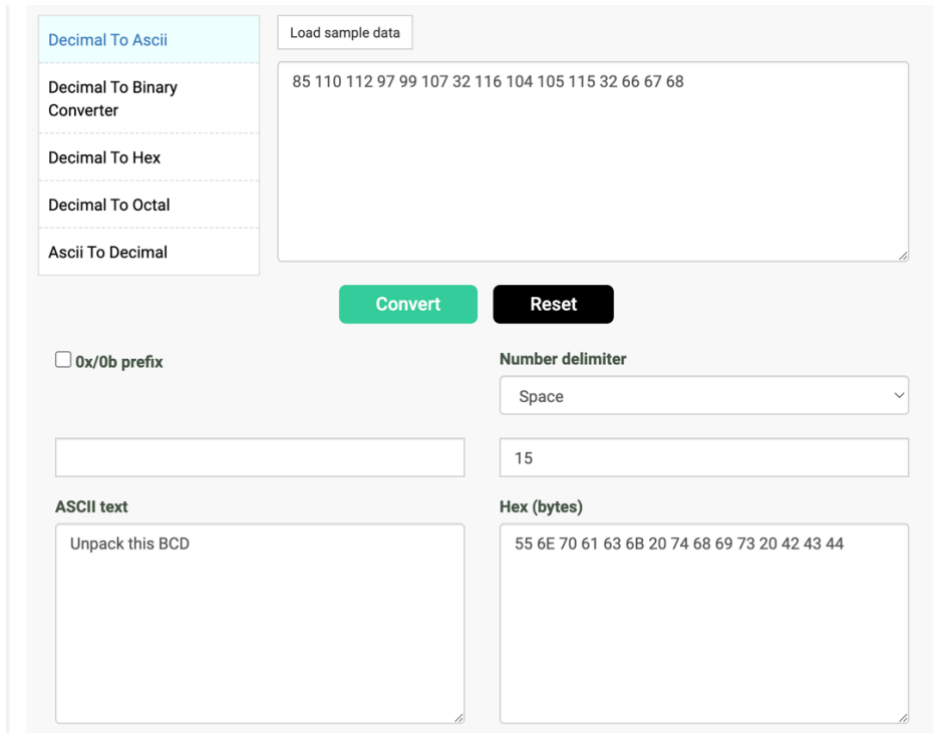 Decimal To Ascii
Decimal To Binary
Converter
Decimal To Hex
Decimal To Octal
Ascii To Decimal
Load sample data
85 110 112 97 99 107 32 116 104 105 115 32 66 67 68
Convert
Reset
0x/0b prefix
Number delimiter
Space
15
ASCII text
Unpack this BCD
Hex (bytes)
55 6E 70 61 63 6B 20 74 68 69 73 20 42 43 44